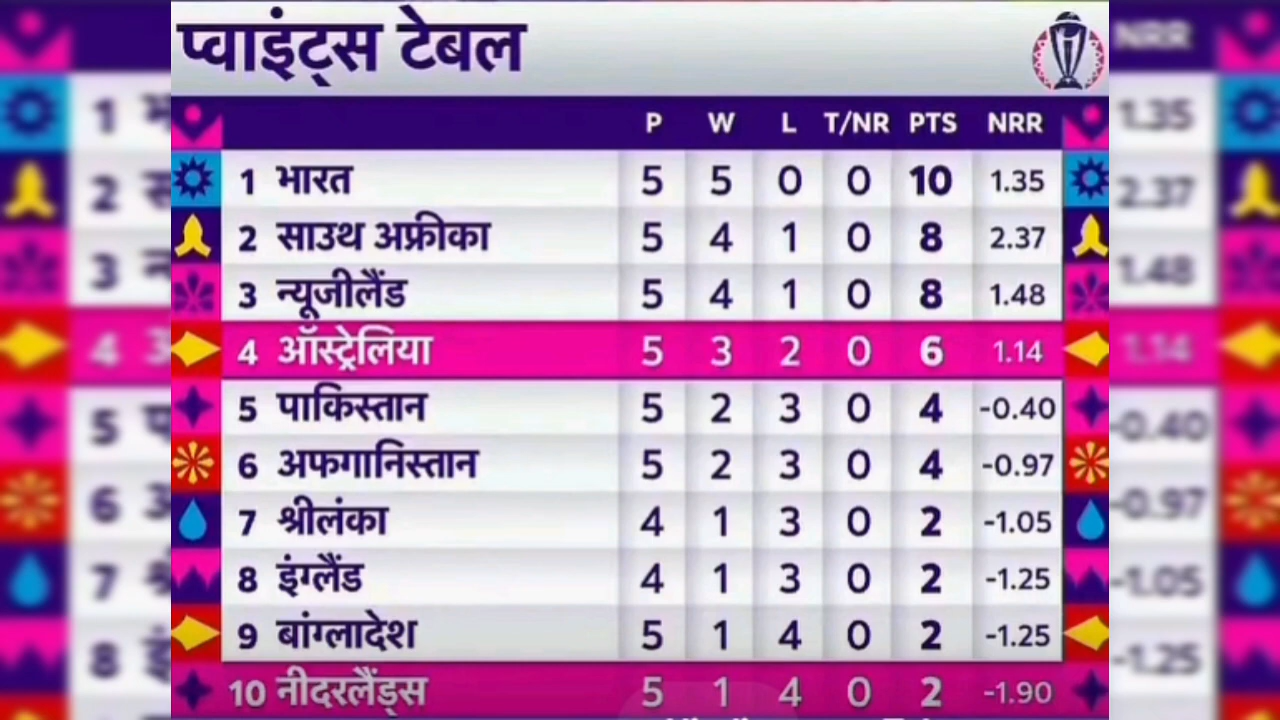 प्वाइंट्स टेबल
P W L T/NR PTS NRR
1 भारत 5 5 0 0 10 1.35
2 साउथ अफ्रीका 5 4 1 0 8 2.37
3 न्यूजीलैंड 5 4 1 0 8 1.48
4 ऑस्ट्रेलिया 5 3 2 0 6 1.14
5 पाकिस्तान 5 2 3 0 4 -0.40
6 अफगानिस्तान 5 2 3 0 4 -0.97
7 श्रीलंका 4 1 3 0 2 -1.05
8 इंग्लैंड 4 1 3 0 2 -1.25
9 बांग्लादेश 5 1 4 0 2 -1.25
10 नीदरलैंड्स 5 1 4 0 2 -1.90